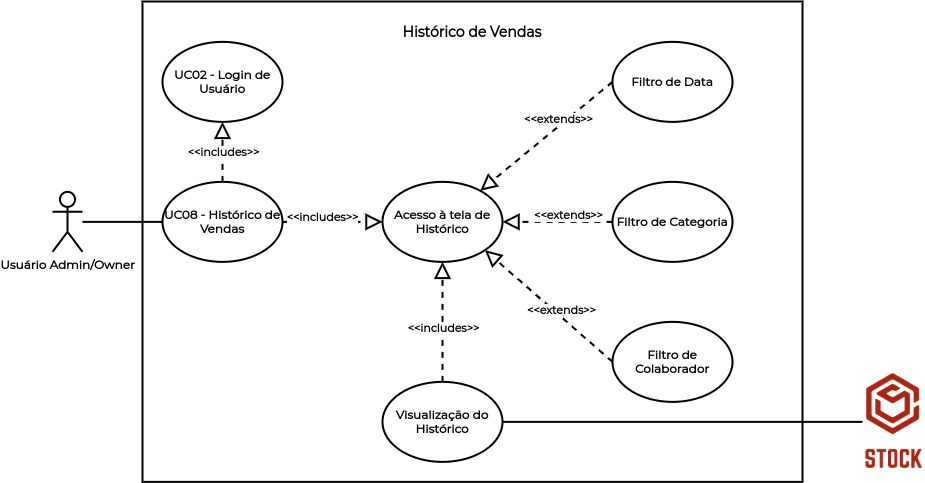 Histórico de Vendas
UC02 - Login de
Usuário
Filtro de Data
<<extends>>
<<includes>>
UC08 - Histórico de
Vendas
<<includes>>
Acesso à tela de
Histórico
<<extends>>
Filtro de Categoria
Usuário Admin/Owner
<<extends>>
<<includes>>
Filtro de
Colaborador
Visualização do
Histórico
STOCK